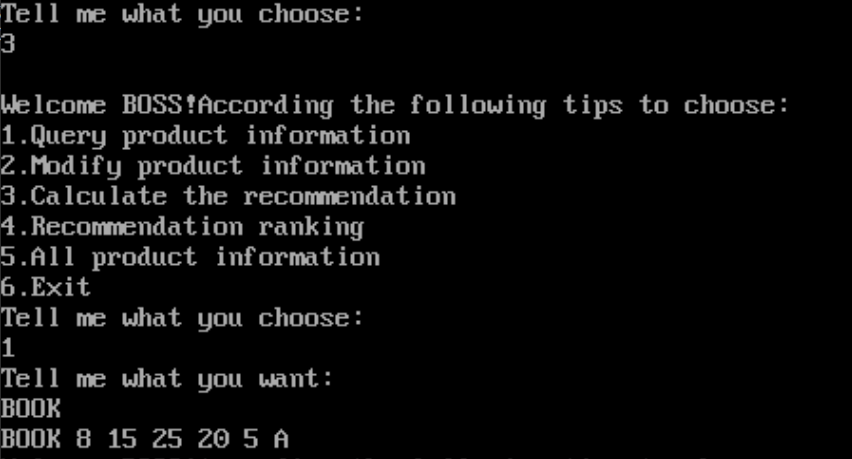 Tell me what you choose:
3
Welcome BOSS!According the following tips to choose:
1.Query product information
2.Modify product information
3.Calculate the recommendation
4.Recommendation ranking
5.All product information
6.Exit
Tell me what you choose:
1
Tell me what you want:
BOOK
BOOK 8 15 25 20 5 A